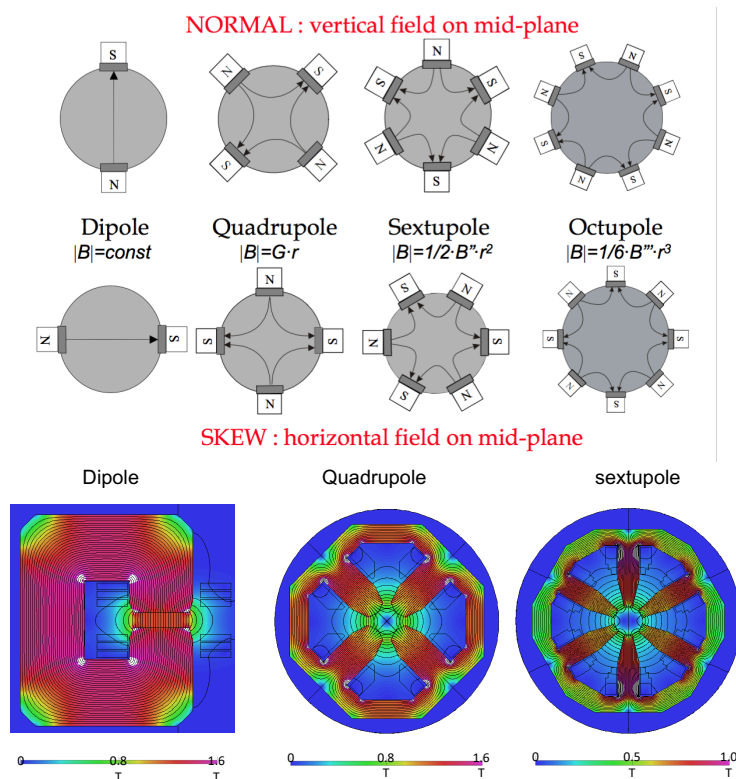 NORMAL : vertical field on mid-plane
S
N
N S
S N
N
S S
N N
S
S N
N S
S N
N S
Dipole Quadrupole Sextupole Octupole
|B|=const |B|=G·r |B|=1/2·B''·r² |B|=1/6·B'''·r³
N S
N
S S
N
S N
N S
S N
S
N N
S S
N N
S
SKEW : horizontal field on mid-plane
Dipole Quadrupole sextupole
0 0.8 1.6 0 0.8 1.6 0 0.5 1.0
T T T T T T